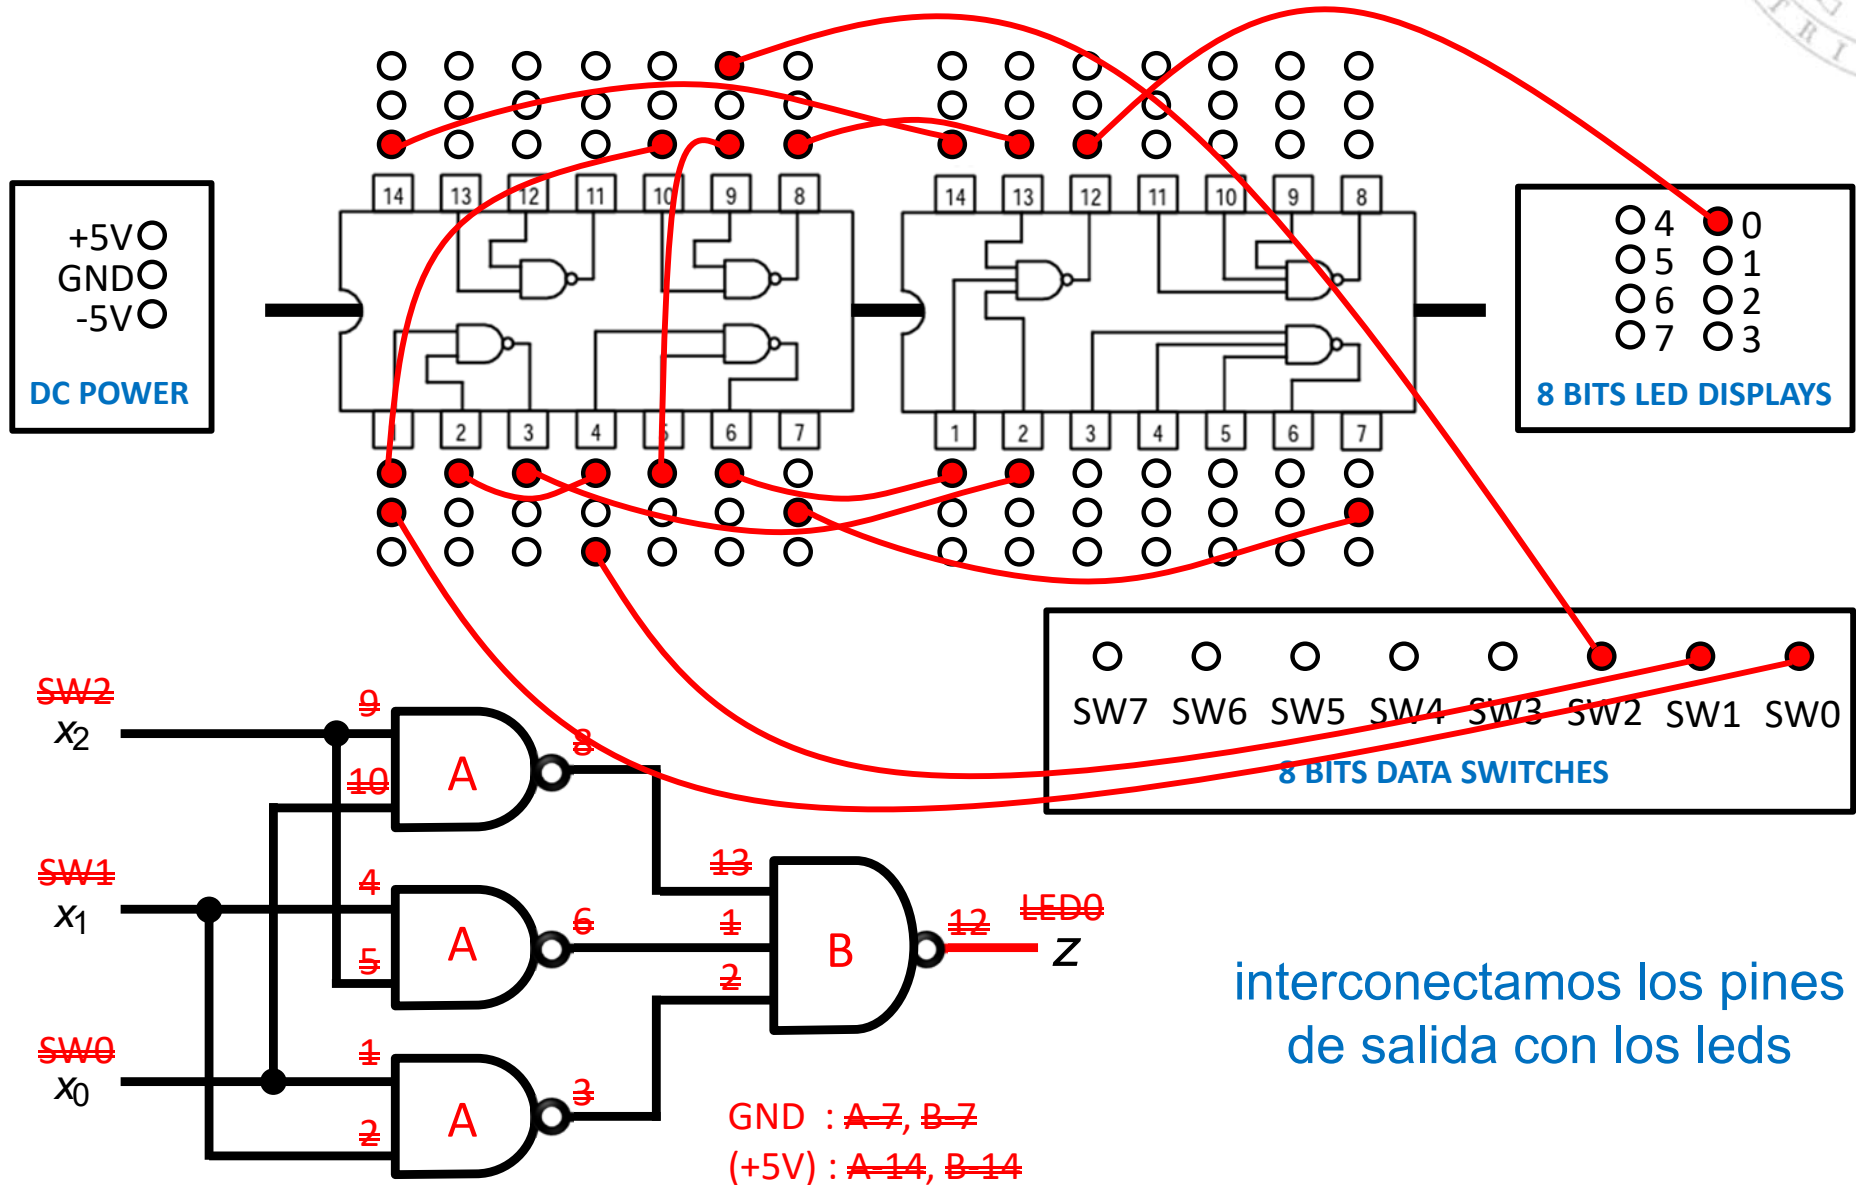 T R I
14 13 12 11 10 9 8
14 13 12 11 10 9 8
+5V
GND
-5V
DC POWER
4 0
5 1
6 2
7 3
8 BITS LED DISPLAYS
1 2 3 4 5 6 7
1 2 3 4 5 6 7
SW7 SW6 SW5 SW4 SW3 SW2 SW1 SW0
8 BITS DATA SWITCHES
SW2
x2
9
10
A
8
SW1
x1
4
5
A
6
SW0
x0
1
2
A
3
13
1
2
B
12
LED0
z
GND : A-7, B-7
(+5V) : A-14, B-14
interconectamos los pines
de salida con los leds